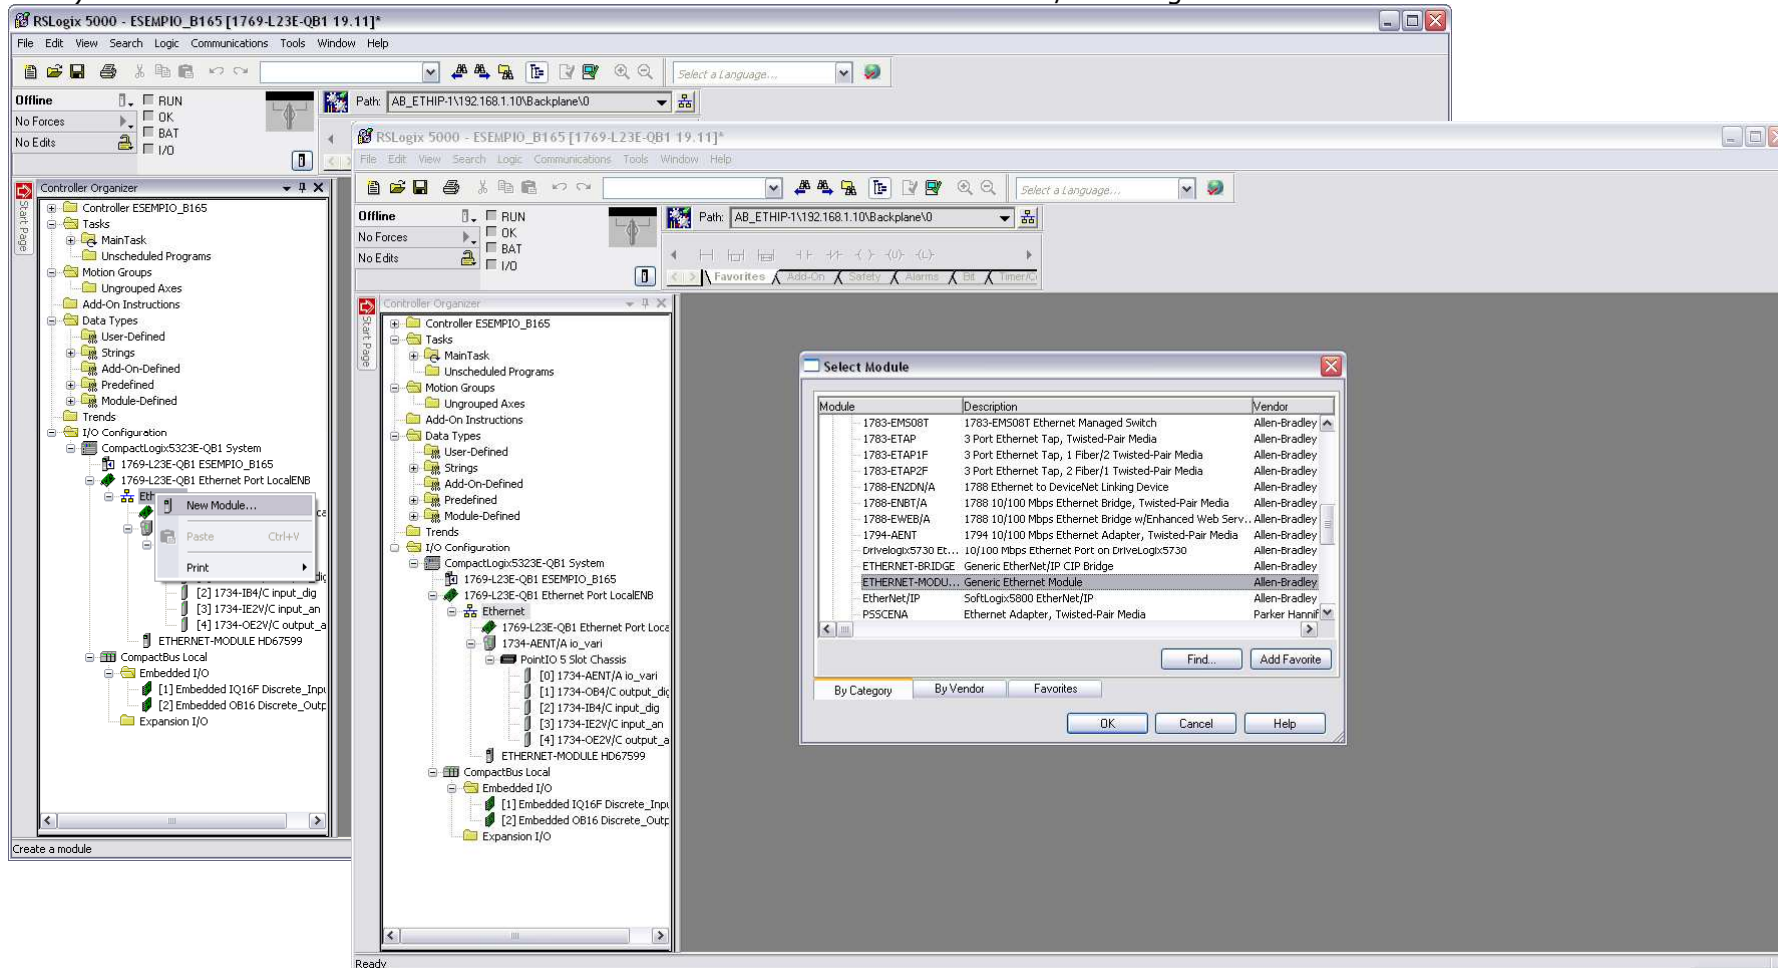 RSLogix 5000 - ESEMPIO_B165 [1769-L23E-QB1 19.11]*
File Edit View Search Logic Communications Tools Window Help
Select a Language...
Offline
RUN
No Forces
OK
No Edits
BAT
I/O
Path: AB_ETHIP-1\192.168.1.10\Backplane\0
Start Page
Controller Organizer
Controller ESEMPIO_B165
Tasks
MainTask
Unscheduled Programs
Motion Groups
Ungrouped Axes
Add-On Instructions
Data Types
User-Defined
Strings
Add-On-Defined
Predefined
Module-Defined
Trends
I/O Configuration
CompactLogix5323E-QB1 System
1769-L23E-QB1 ESEMPIO_B165
1769-L23E-QB1 Ethernet Port LocalENB
Eth
New Module...
Paste Ctrl+V
Print
[2] 1734-IB4/C input_dig
[3] 1734-IE2V/C input_an
[4] 1734-OE2V/C output_a
ETHERNET-MODULE HD67599
CompactBus Local
Embedded I/O
[1] Embedded IQ16F Discrete_Inpu
[2] Embedded OB16 Discrete_Outp
Expansion I/O
Create a module
RSLogix 5000 - ESEMPIO_B165 [1769-L23E-QB1 19.11]*
File Edit View Search Logic Communications Tools Window Help
Select a Language...
Offline
RUN
No Forces
OK
No Edits
BAT
I/O
Path: AB_ETHIP-1\192.168.1.10\Backplane\0
Favorites Add-On Safety Alarms Bit Timer/C
Start Page
Controller Organizer
Controller ESEMPIO_B165
Tasks
MainTask
Unscheduled Programs
Motion Groups
Ungrouped Axes
Add-On Instructions
Data Types
User-Defined
Strings
Add-On-Defined
Predefined
Module-Defined
Trends
I/O Configuration
CompactLogix5323E-QB1 System
1769-L23E-QB1 ESEMPIO_B165
1769-L23E-QB1 Ethernet Port LocalENB
Ethernet
1769-L23E-QB1 Ethernet Port Loca
1734-AENT/A io_vari
PointIO 5 Slot Chassis
[0] 1734-AENT/A io_vari
[1] 1734-OB4/C output_dig
[2] 1734-IB4/C input_dig
[3] 1734-IE2V/C input_an
[4] 1734-OE2V/C output_a
ETHERNET-MODULE HD67599
CompactBus Local
Embedded I/O
[1] Embedded IQ16F Discrete_Inpu
[2] Embedded OB16 Discrete_Outp
Expansion I/O
Ready
Select Module
Module Description Vendor
1783-EMS08T 1783-EMS08T Ethernet Managed Switch Allen-Bradley
1783-ETAP 3 Port Ethernet Tap, Twisted-Pair Media Allen-Bradley
1783-ETAP1F 3 Port Ethernet Tap, 1 Fiber/2 Twisted-Pair Media Allen-Bradley
1783-ETAP2F 3 Port Ethernet Tap, 2 Fiber/1 Twisted-Pair Media Allen-Bradley
1788-EN2DN/A 1788 Ethernet to DeviceNet Linking Device Allen-Bradley
1788-ENBT/A 1788 10/100 Mbps Ethernet Bridge, Twisted-Pair Media Allen-Bradley
1788-EWEB/A 1788 10/100 Mbps Ethernet Bridge w/Enhanced Web Serv... Allen-Bradley
1794-AENT 1794 10/100 Mbps Ethernet Adapter, Twisted-Pair Media Allen-Bradley
Drivelogix5730 Et... 10/100 Mbps Ethernet Port on DriveLogix5730 Allen-Bradley
ETHERNET-BRIDGE Generic EtherNet/IP CIP Bridge Allen-Bradley
ETHERNET-MODU... Generic Ethernet Module Allen-Bradley
EtherNet/IP SoftLogix5800 EtherNet/IP Allen-Bradley
PSSCENA Ethernet Adapter, Twisted-Pair Media Parker Hannif
Find... Add Favorite
By Category By Vendor Favorites
OK Cancel Help